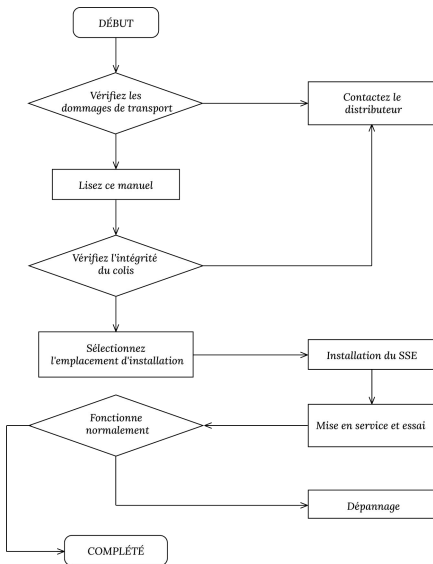 DÉBUT
Vérifiez les
dommages de transport
Contactez le
distributeur
Lisez ce manuel
Vérifiez l'intégrité
du colis
Sélectionnez
l'emplacement d'installation
Installation du SSE
Fonctionne
normalement
Mise en service et essai
Dépannage
COMPLÉTÉ